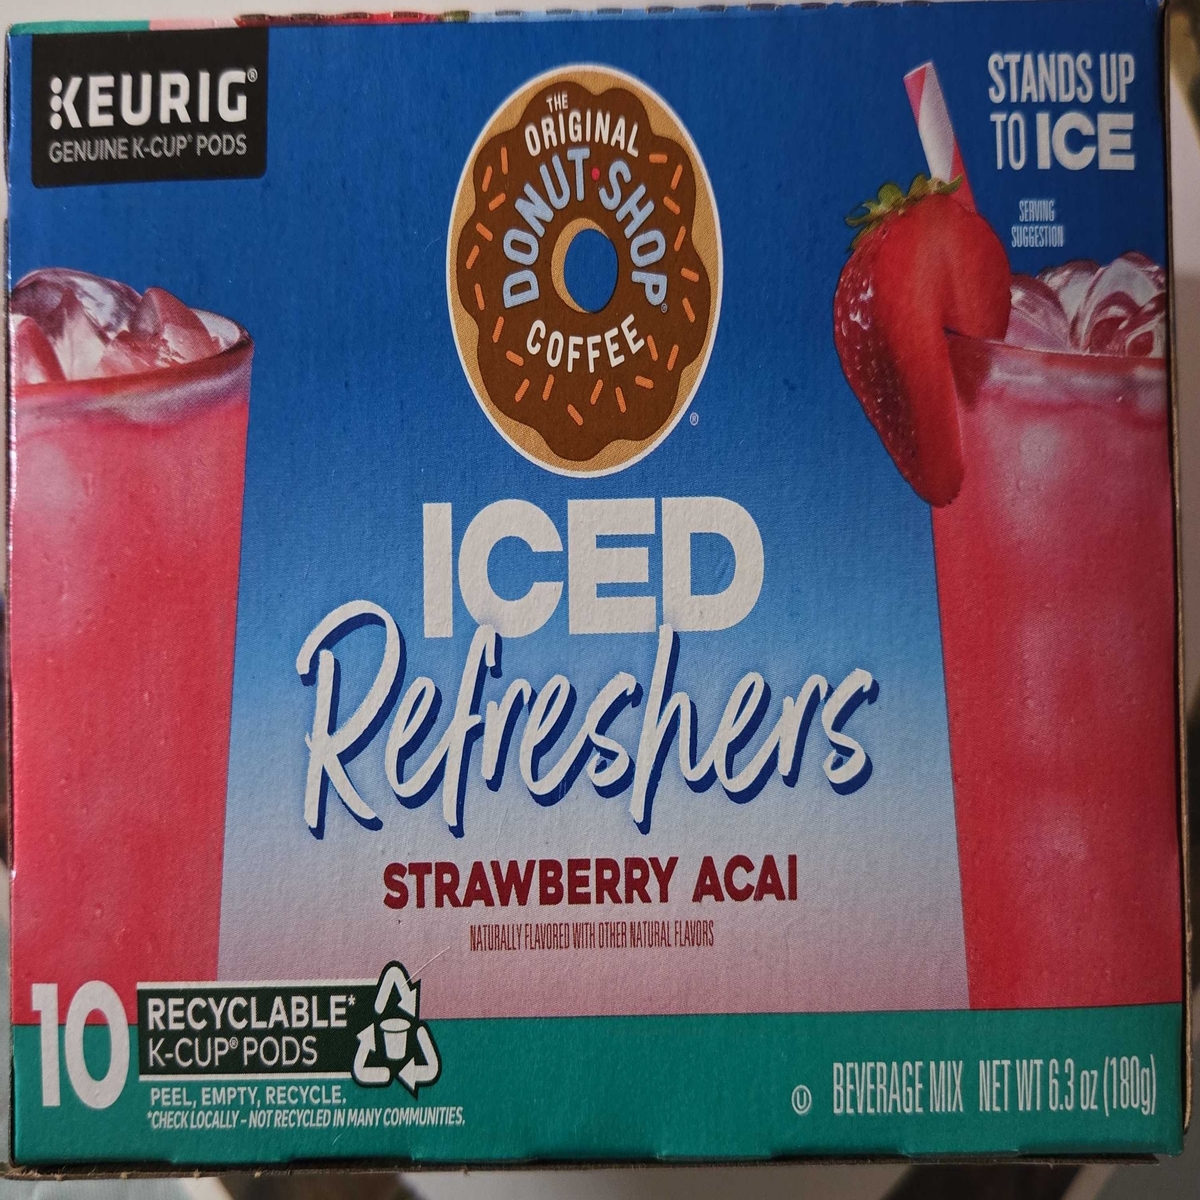 KEURIG®
GENUINE K-CUP® PODS
THE
ORIGINAL
DONUT·SHOP®
COFFEE
®
STANDS UP
TO ICE
SERVING
SUGGESTION
ICED
Refreshers
STRAWBERRY ACAI
NATURALLY FLAVORED WITH OTHER NATURAL FLAVORS
10
RECYCLABLE*
K-CUP® PODS
PEEL, EMPTY, RECYCLE.
*CHECK LOCALLY – NOT RECYCLED IN MANY COMMUNITIES.
U BEVERAGE MIX NET WT 6.3 oz (180g)